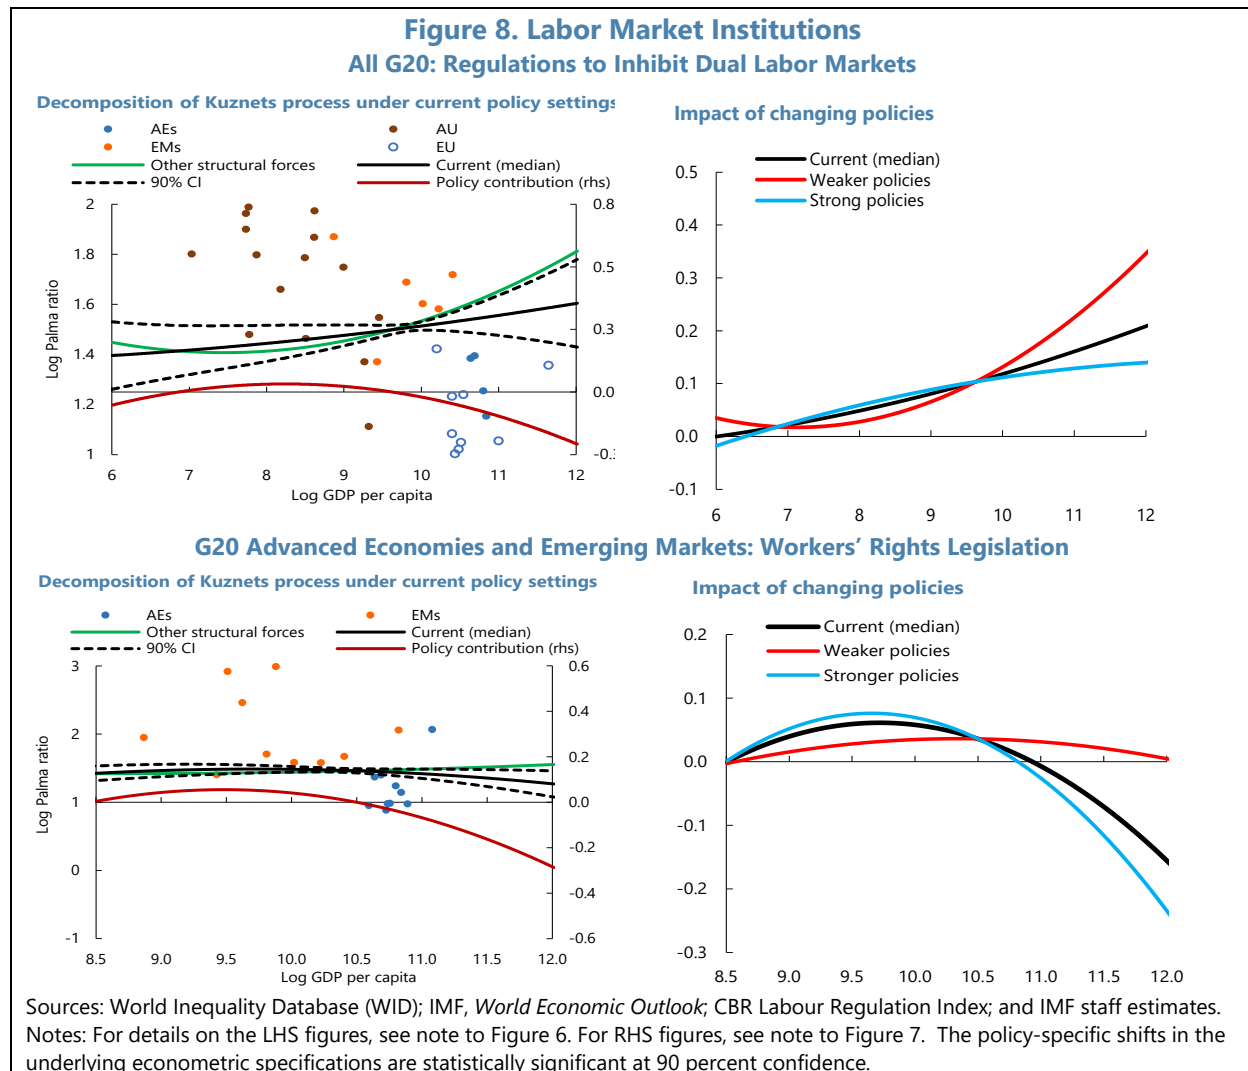 Figure 8. Labor Market Institutions
All G20: Regulations to Inhibit Dual Labor Markets
Decomposition of Kuznets process under current policy settings
AEs
AU
EMs
EU
Other structural forces
Current (median)
90% CI
Policy contribution (rhs)
2
1.8
1.6
1.4
1.2
1
0.8
0.5
0.3
0.0
-0.3
Log Palma ratio
6 7 8 9 10 11 12
Log GDP per capita
Impact of changing policies
Current (median)
Weaker policies
Strong policies
0.5
0.4
0.3
0.2
0.1
0.0
-0.1
6 7 8 9 10 11 12
G20 Advanced Economies and Emerging Markets: Workers’ Rights Legislation
Decomposition of Kuznets process under current policy settings
AEs
EMs
Other structural forces
Current (median)
90% CI
Policy contribution (rhs)
3
2
1
0
-1
0.6
0.4
0.2
0.0
-0.2
-0.4
-0.6
Log Palma ratio
8.5 9.0 9.5 10.0 10.5 11.0 11.5 12.0
Log GDP per capita
Impact of changing policies
Current (median)
Weaker policies
Stronger policies
0.2
0.1
0.0
-0.1
-0.2
-0.3
8.5 9.0 9.5 10.0 10.5 11.0 11.5 12.0
Sources: World Inequality Database (WID); IMF, World Economic Outlook; CBR Labour Regulation Index; and IMF staff estimates.
Notes: For details on the LHS figures, see note to Figure 6. For RHS figures, see note to Figure 7. The policy-specific shifts in the
underlying econometric specifications are statistically significant at 90 percent confidence.